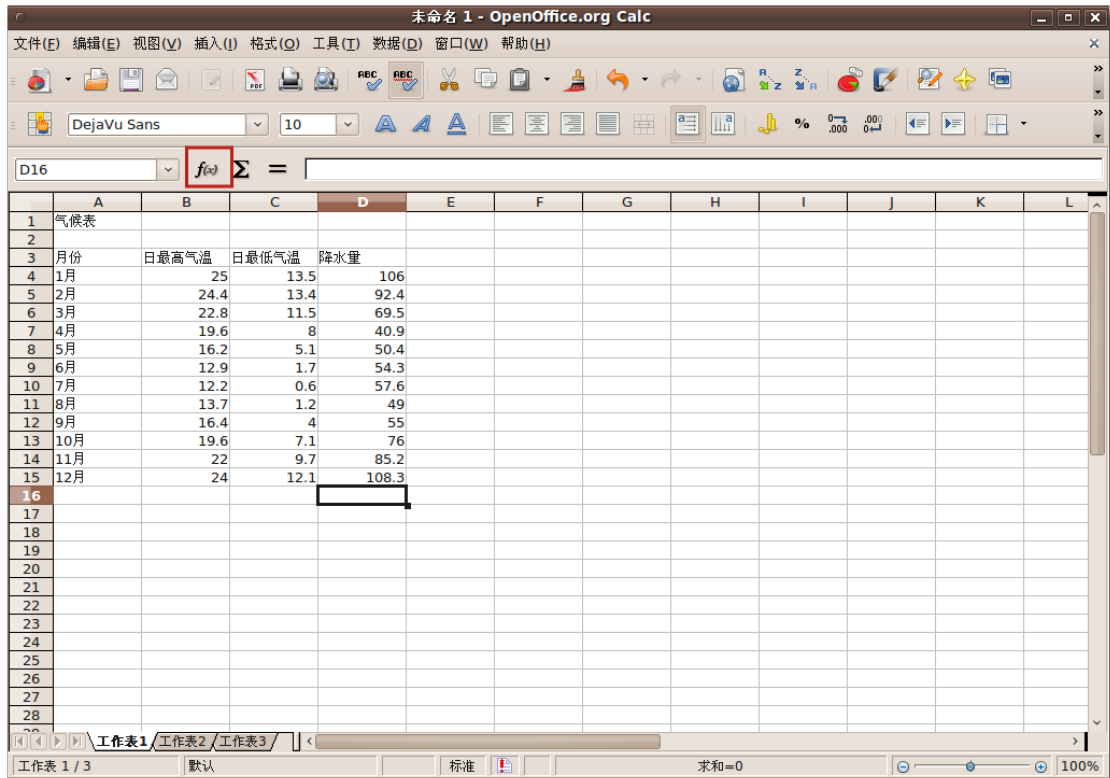 未命名 1 - OpenOffice.org Calc
文件(F) 编辑(E) 视图(V) 插入(I) 格式(O) 工具(T) 数据(D) 窗口(W) 帮助(H)
PDF ABC ABC A Z Z A
DejaVu Sans 10 A A A a a % 0 .000 .000 0
D16 f(x) Σ =
A B C D E F G H I J K L
1 气候表
2
3 月份 日最高气温 日最低气温 降水量
4 1月 25 13.5 106
5 2月 24.4 13.4 92.4
6 3月 22.8 11.5 69.5
7 4月 19.6 8 40.9
8 5月 16.2 5.1 50.4
9 6月 12.9 1.7 54.3
10 7月 12.2 0.6 57.6
11 8月 13.7 1.2 49
12 9月 16.4 4 55
13 10月 19.6 7.1 76
14 11月 22 9.7 85.2
15 12月 24 12.1 108.3
16
17
18
19
20
21
22
23
24
25
26
27
28
工作表1 工作表2 工作表3
工作表 1 / 3 默认 标准 求和=0 100%